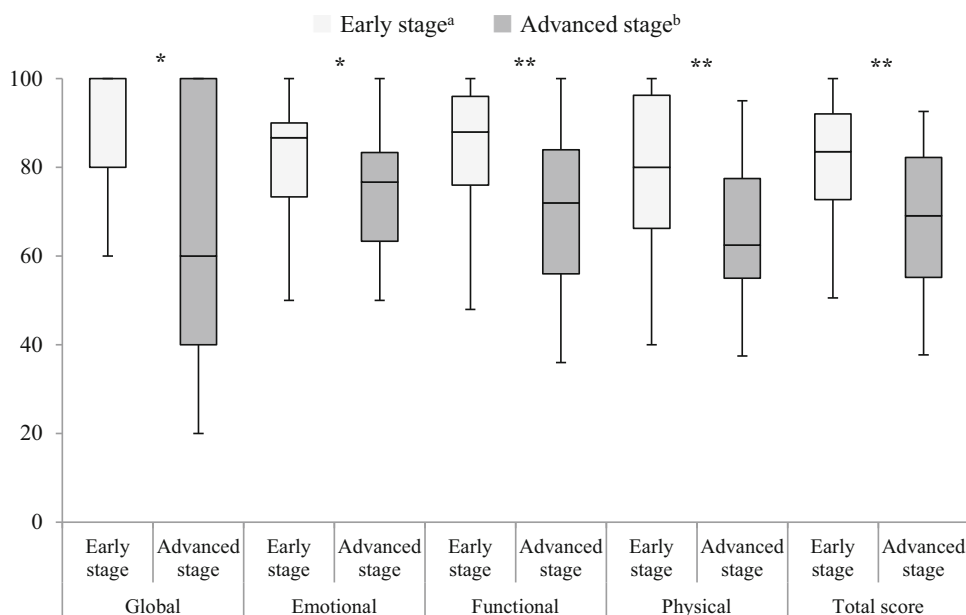 Early stageᵃ Advanced stageᵇ
* * ** ** **
100
80
60
40
20
0
Early Advanced Early Advanced Early Advanced Early Advanced Early Advanced
stage stage stage stage stage stage stage stage stage stage
Global Emotional Functional Physical Total score